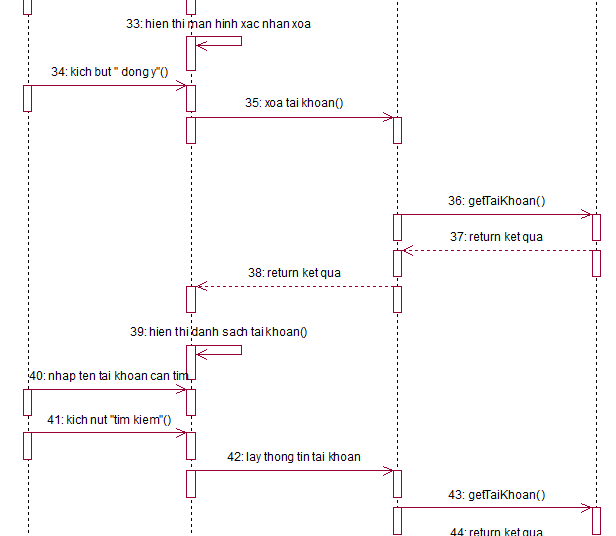 33: hien thi man hinh xac nhan xoa
34: kich but " dong y"()
35: xoa tai khoan()
36: getTaiKhoan()
37: return ket qua
38: return ket qua
39: hien thi danh sach tai khoan()
40: nhap ten tai khoan can tim
41: kich nut "tim kiem"()
42: lay thong tin tai khoan
43: getTaiKhoan()
44: return ket qua